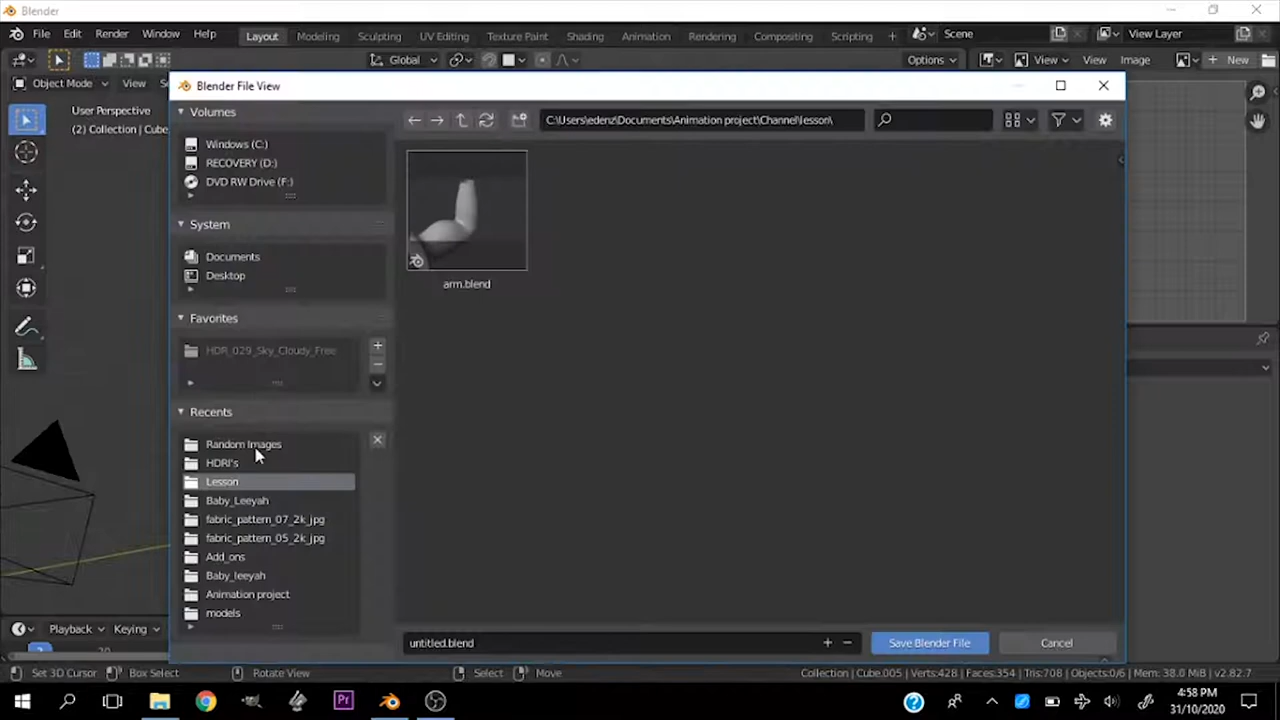 Blender
File Edit Render Window Help Layout Modeling Sculpting UV Editing Texture Paint Shading Animation Rendering Compositing Scripting + Scene View Layer
Global Options View View Image New
Object Mode View
Blender File View
User Perspective
(2) Collection | Cube
Volumes
Windows (C:)
RECOVERY (D:)
DVD RW Drive (F:)
System
Documents
Desktop
Favorites
HDR_029_Sky_Cloudy_Free
Recents
Random Images
HDRI's
Lesson
Baby_Leeyah
fabric_pattern_07_2k_jpg
fabric_pattern_05_2k_jpg
Add_ons
Baby_leeyah
Animation project
models
C:\Users\edenz\Documents\Animation project\Channel\lesson\
arm.blend
untitled.blend
Save Blender File Cancel
Playback Keying
Set 3D Cursor Box Select Rotate View Select Move Collection | Cube.005 | Verts:428 | Faces:354 | Tris:708 | Objects:0/6 | Mem: 38.0 MiB | v2.82.7
Pr
4:58 PM
31/10/2020